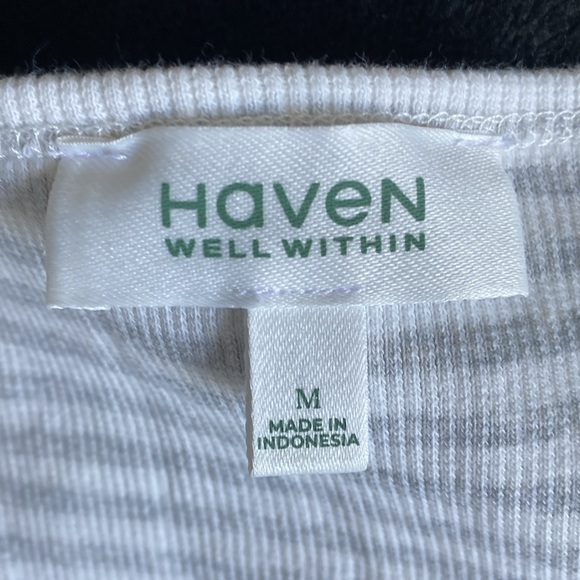 HaveN
WELL WITHIN
M
MADE IN
INDONESIA